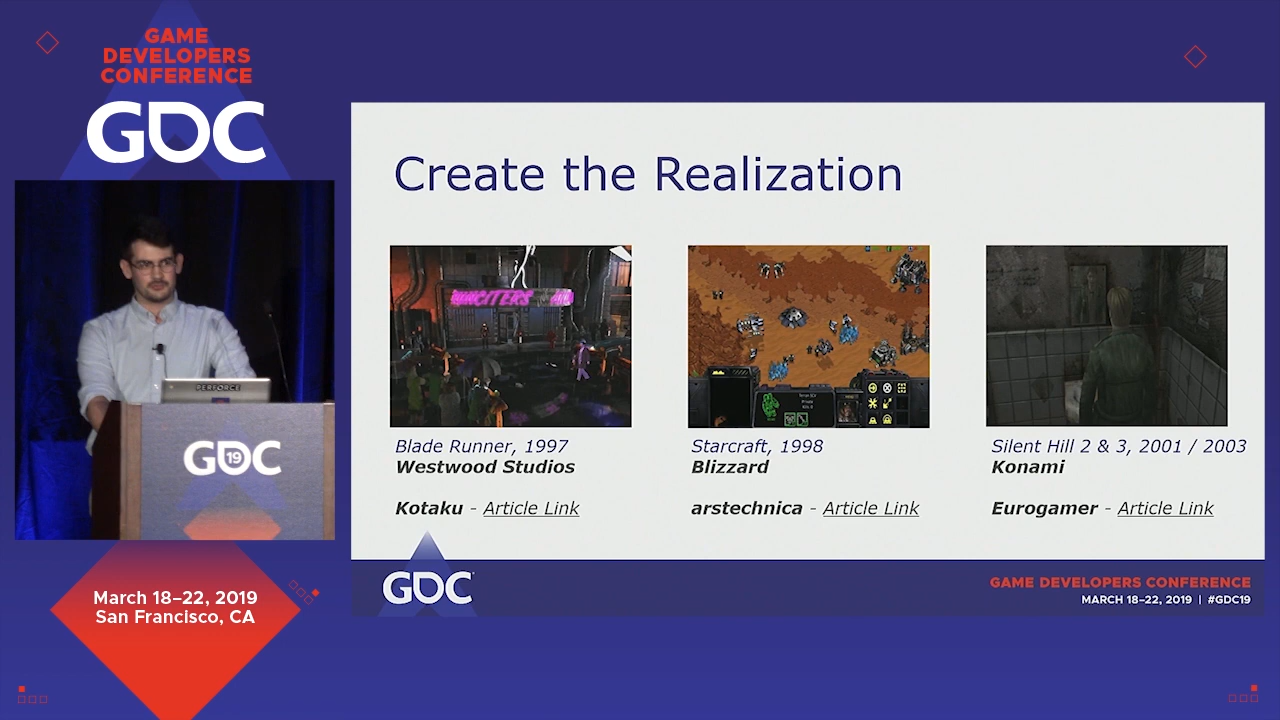 GAME
DEVELOPERS
CONFERENCE
GDC
PERFORCE
GDC 19
March 18–22, 2019
San Francisco, CA
Create the Realization
Blade Runner, 1997
Westwood Studios
Kotaku - Article Link
Starcraft, 1998
Blizzard
arstechnica - Article Link
Silent Hill 2 & 3, 2001 / 2003
Konami
Eurogamer - Article Link
GDC
GAME DEVELOPERS CONFERENCE
MARCH 18–22, 2019 | #GDC19